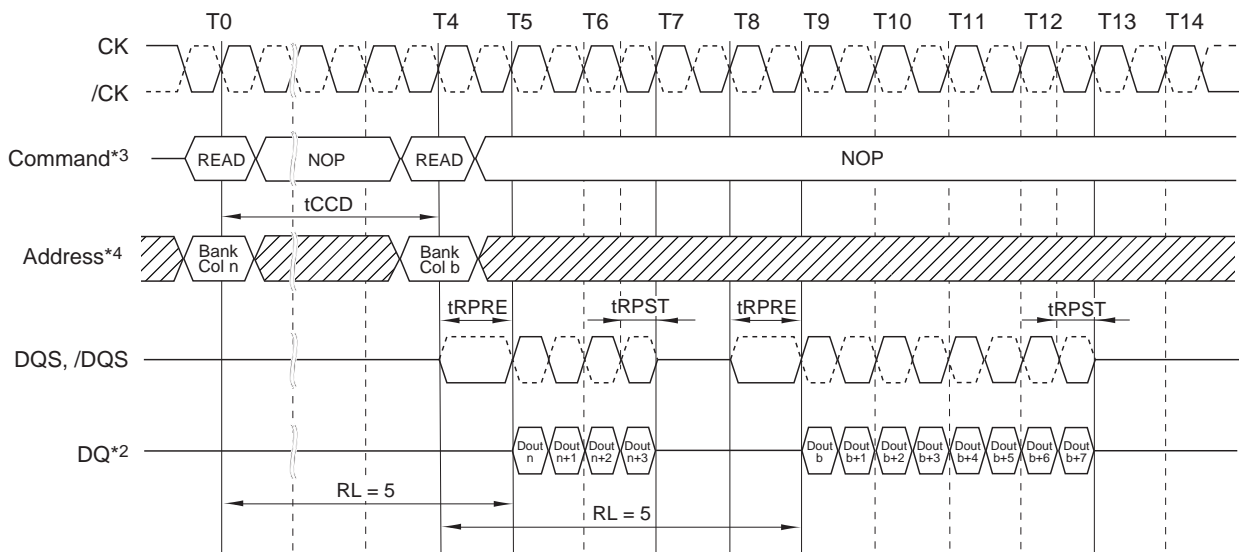 T0 T4 T5 T6 T7 T8 T9 T10 T11 T12 T13 T14
CK
/CK
Command*3
READ NOP READ NOP
tCCD
Address*4
Bank Col n
Bank Col b
tRPRE tRPST tRPRE tRPST
DQS, /DQS
DQ*2
Dout n
Dout n+1
Dout n+2
Dout n+3
Dout b
Dout b+1
Dout b+2
Dout b+3
Dout b+4
Dout b+5
Dout b+6
Dout b+7
RL = 5
RL = 5